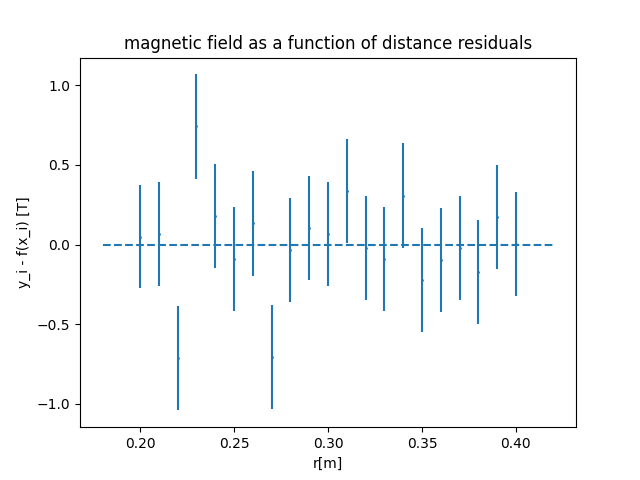 magnetic field as a function of distance residuals
1.0
0.5
0.0
−0.5
−1.0
y_i - f(x_i) [T]
0.20 0.25 0.30 0.35 0.40
r[m]